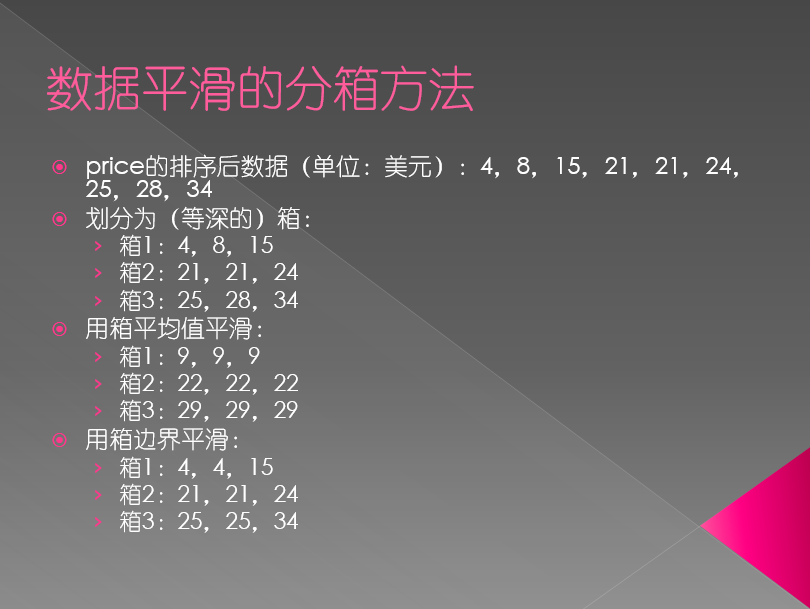 数据平滑的分箱方法
price的排序后数据（单位：美元）：4，8，15，21，21，24，
25，28，34
划分为（等深的）箱：
箱1：4，8，15
箱2：21，21，24
箱3：25，28，34
用箱平均值平滑：
箱1：9，9，9
箱2：22，22，22
箱3：29，29，29
用箱边界平滑：
箱1：4，4，15
箱2：21，21，24
箱3：25，25，34